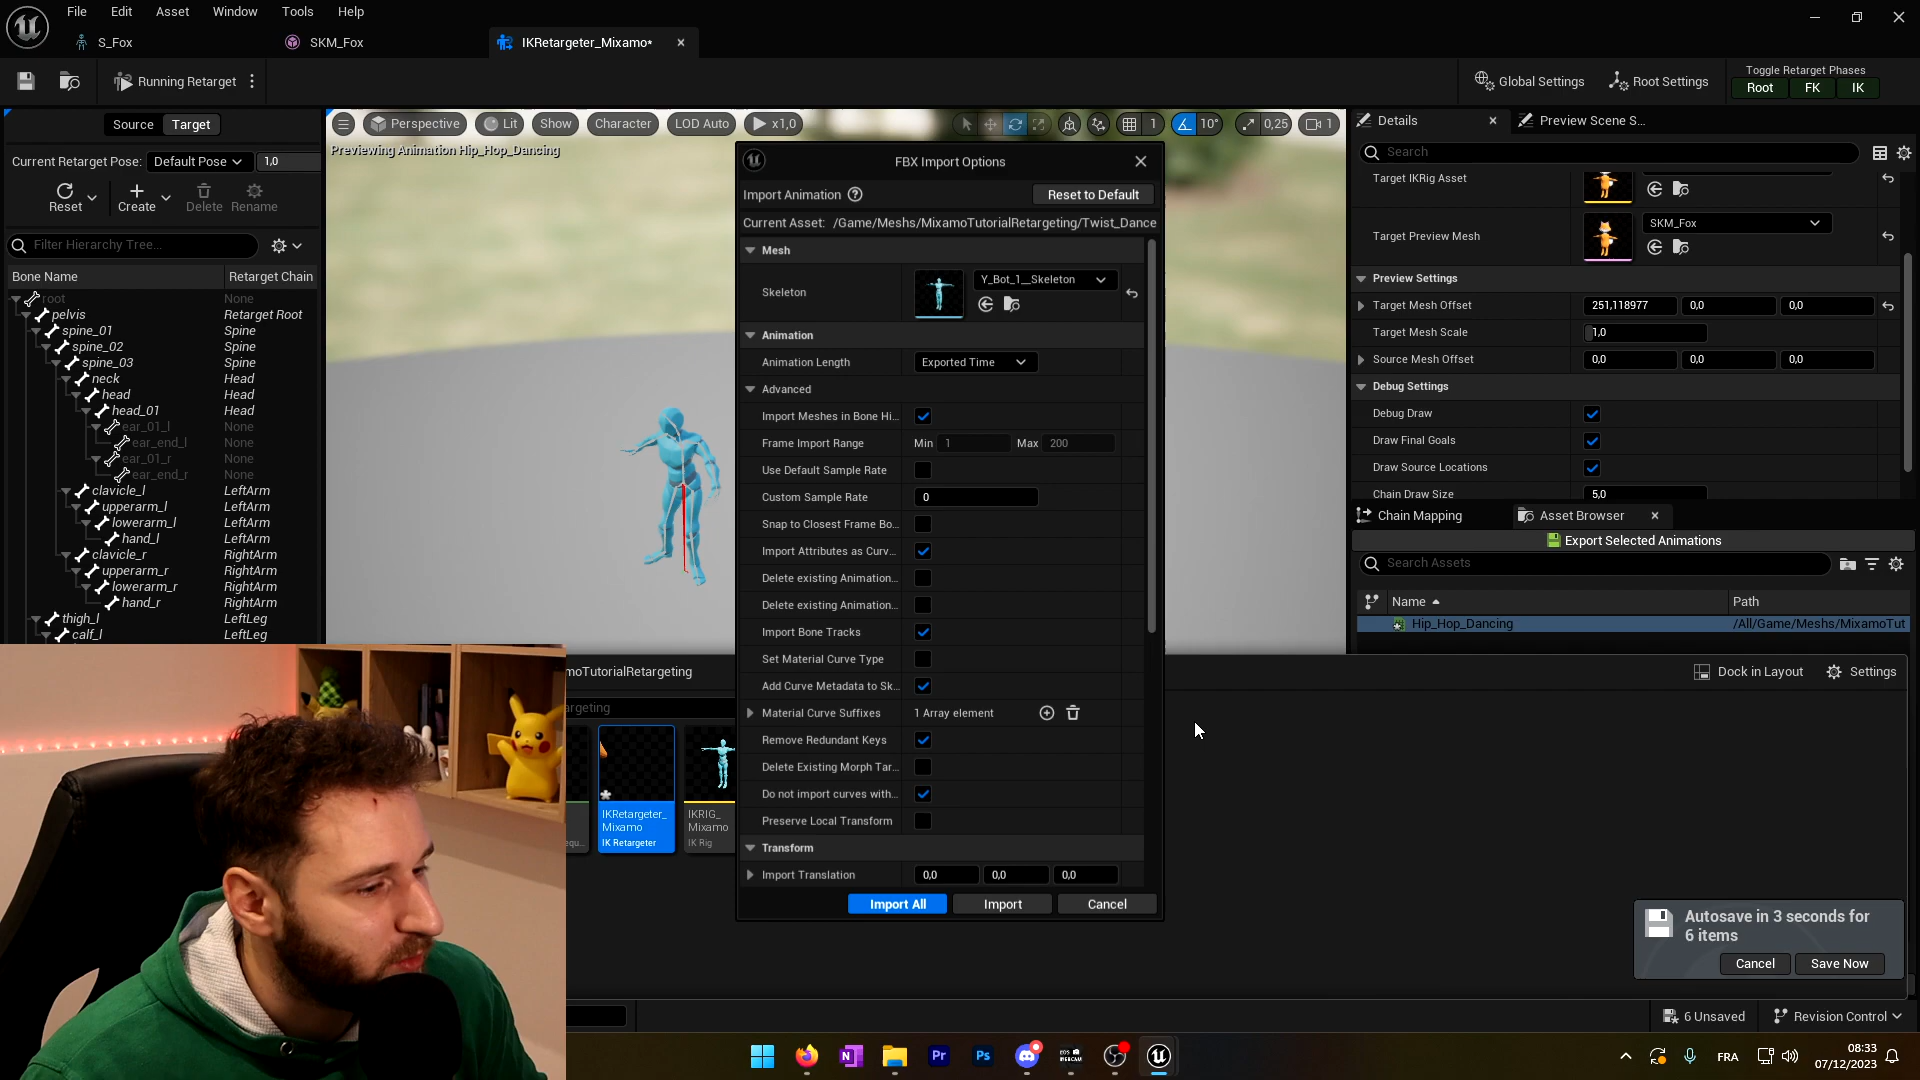 File Edit Asset Window Tools Help
S_Fox SKM_Fox IKRetargeter_Mixamo*
Running Retarget Global Settings Root Settings Toggle Retarget Phases
Root FK IK
Source Target
Current Retarget Pose: Default Pose 1,0
Reset Create Delete Rename
Filter Hierarchy Tree...
Bone Name Retarget Chain
root None
pelvis Retarget Root
spine_01 Spine
spine_02 Spine
spine_03 Spine
neck Head
head Head
head_01 Head
ear_01_l None
ear_end_l None
ear_01_r None
ear_end_r None
clavicle_l LeftArm
upperarm_l LeftArm
lowerarm_l LeftArm
hand_l LeftArm
clavicle_r RightArm
upperarm_r RightArm
lowerarm_r RightArm
hand_r RightArm
thigh_l LeftLeg
calf_l LeftLeg
Perspective Lit Show Character LOD Auto x1,0 1 10° 0,25 1
Previewing Animation Hip_Hop_Dancing
FBX Import Options
Import Animation Reset to Default
Current Asset: /Game/Meshs/MixamoTutorialRetargeting/Twist_Dance
Mesh
Skeleton Y_Bot_1__Skeleton
Animation
Animation Length Exported Time
Advanced
Import Meshes in Bone Hi...
Frame Import Range Min 1 Max 200
Use Default Sample Rate
Custom Sample Rate 0
Snap to Closest Frame Bo...
Import Attributes as Curv...
Delete existing Animation...
Delete existing Animation...
Import Bone Tracks
Set Material Curve Type
Add Curve Metadata to Sk...
Material Curve Suffixes 1 Array element
Remove Redundant Keys
Delete Existing Morph Tar...
Do not import curves with...
Preserve Local Transform
Transform
Import Translation 0,0 0,0 0,0
Import All Import Cancel
Details Preview Scene S...
Search
Target IKRig Asset
Target Preview Mesh SKM_Fox
Preview Settings
Target Mesh Offset 251,118977 0,0 0,0
Target Mesh Scale 1,0
Source Mesh Offset 0,0 0,0 0,0
Debug Settings
Debug Draw
Draw Final Goals
Draw Source Locations
Chain Draw Size 5,0
Chain Mapping Asset Browser
Export Selected Animations
Search Assets
Name Path
Hip_Hop_Dancing /All/Game/Meshs/MixamoTut
moTutorialRetargeting Dock in Layout Settings
argeting
IKRetargeter_
Mixamo
IK Retargeter
IKRIG_
Mixamo
IK Rig
equ...
Autosave in 3 seconds for
6 items
Cancel Save Now
6 Unsaved Revision Control
Pr Ps EOS WEBCAM FRA 08:33
07/12/2023